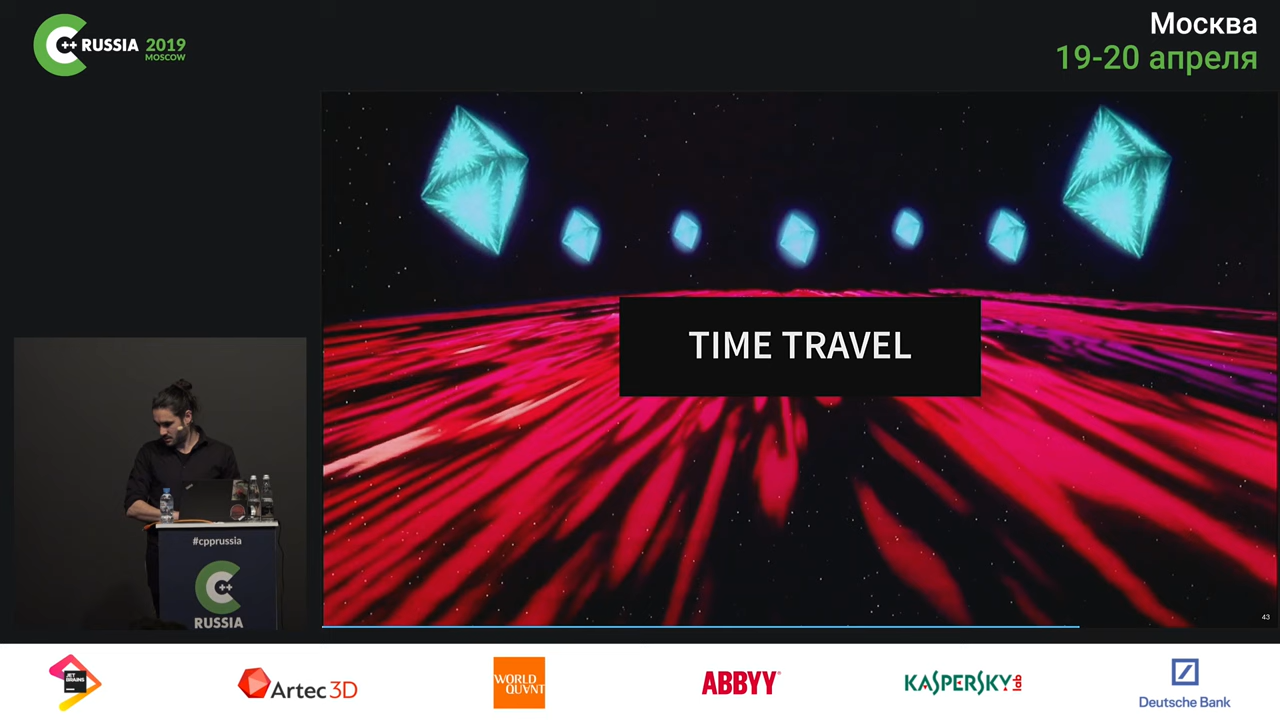 C++ RUSSIA 2019
MOSCOW
Москва
19-20 апреля
TIME TRAVEL
43
#cpprussia
C++
RUSSIA
JET
BRAINS
Artec 3D
WORLD
QUANT
ABBYY
KASPERSKY lab
Deutsche Bank